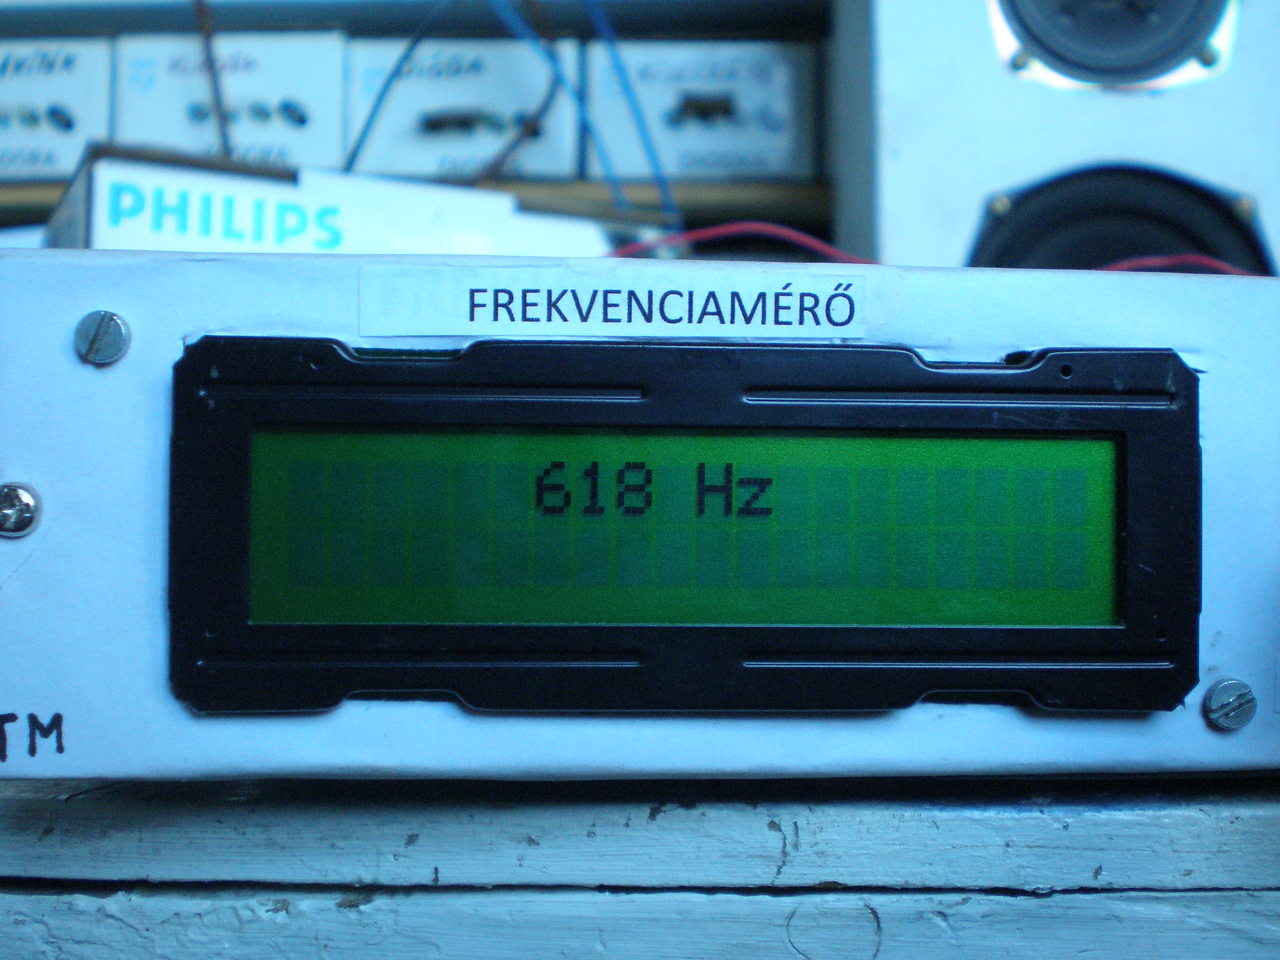 PHILIPS
FREKVENCIAMÉRŐ
618 Hz
TM